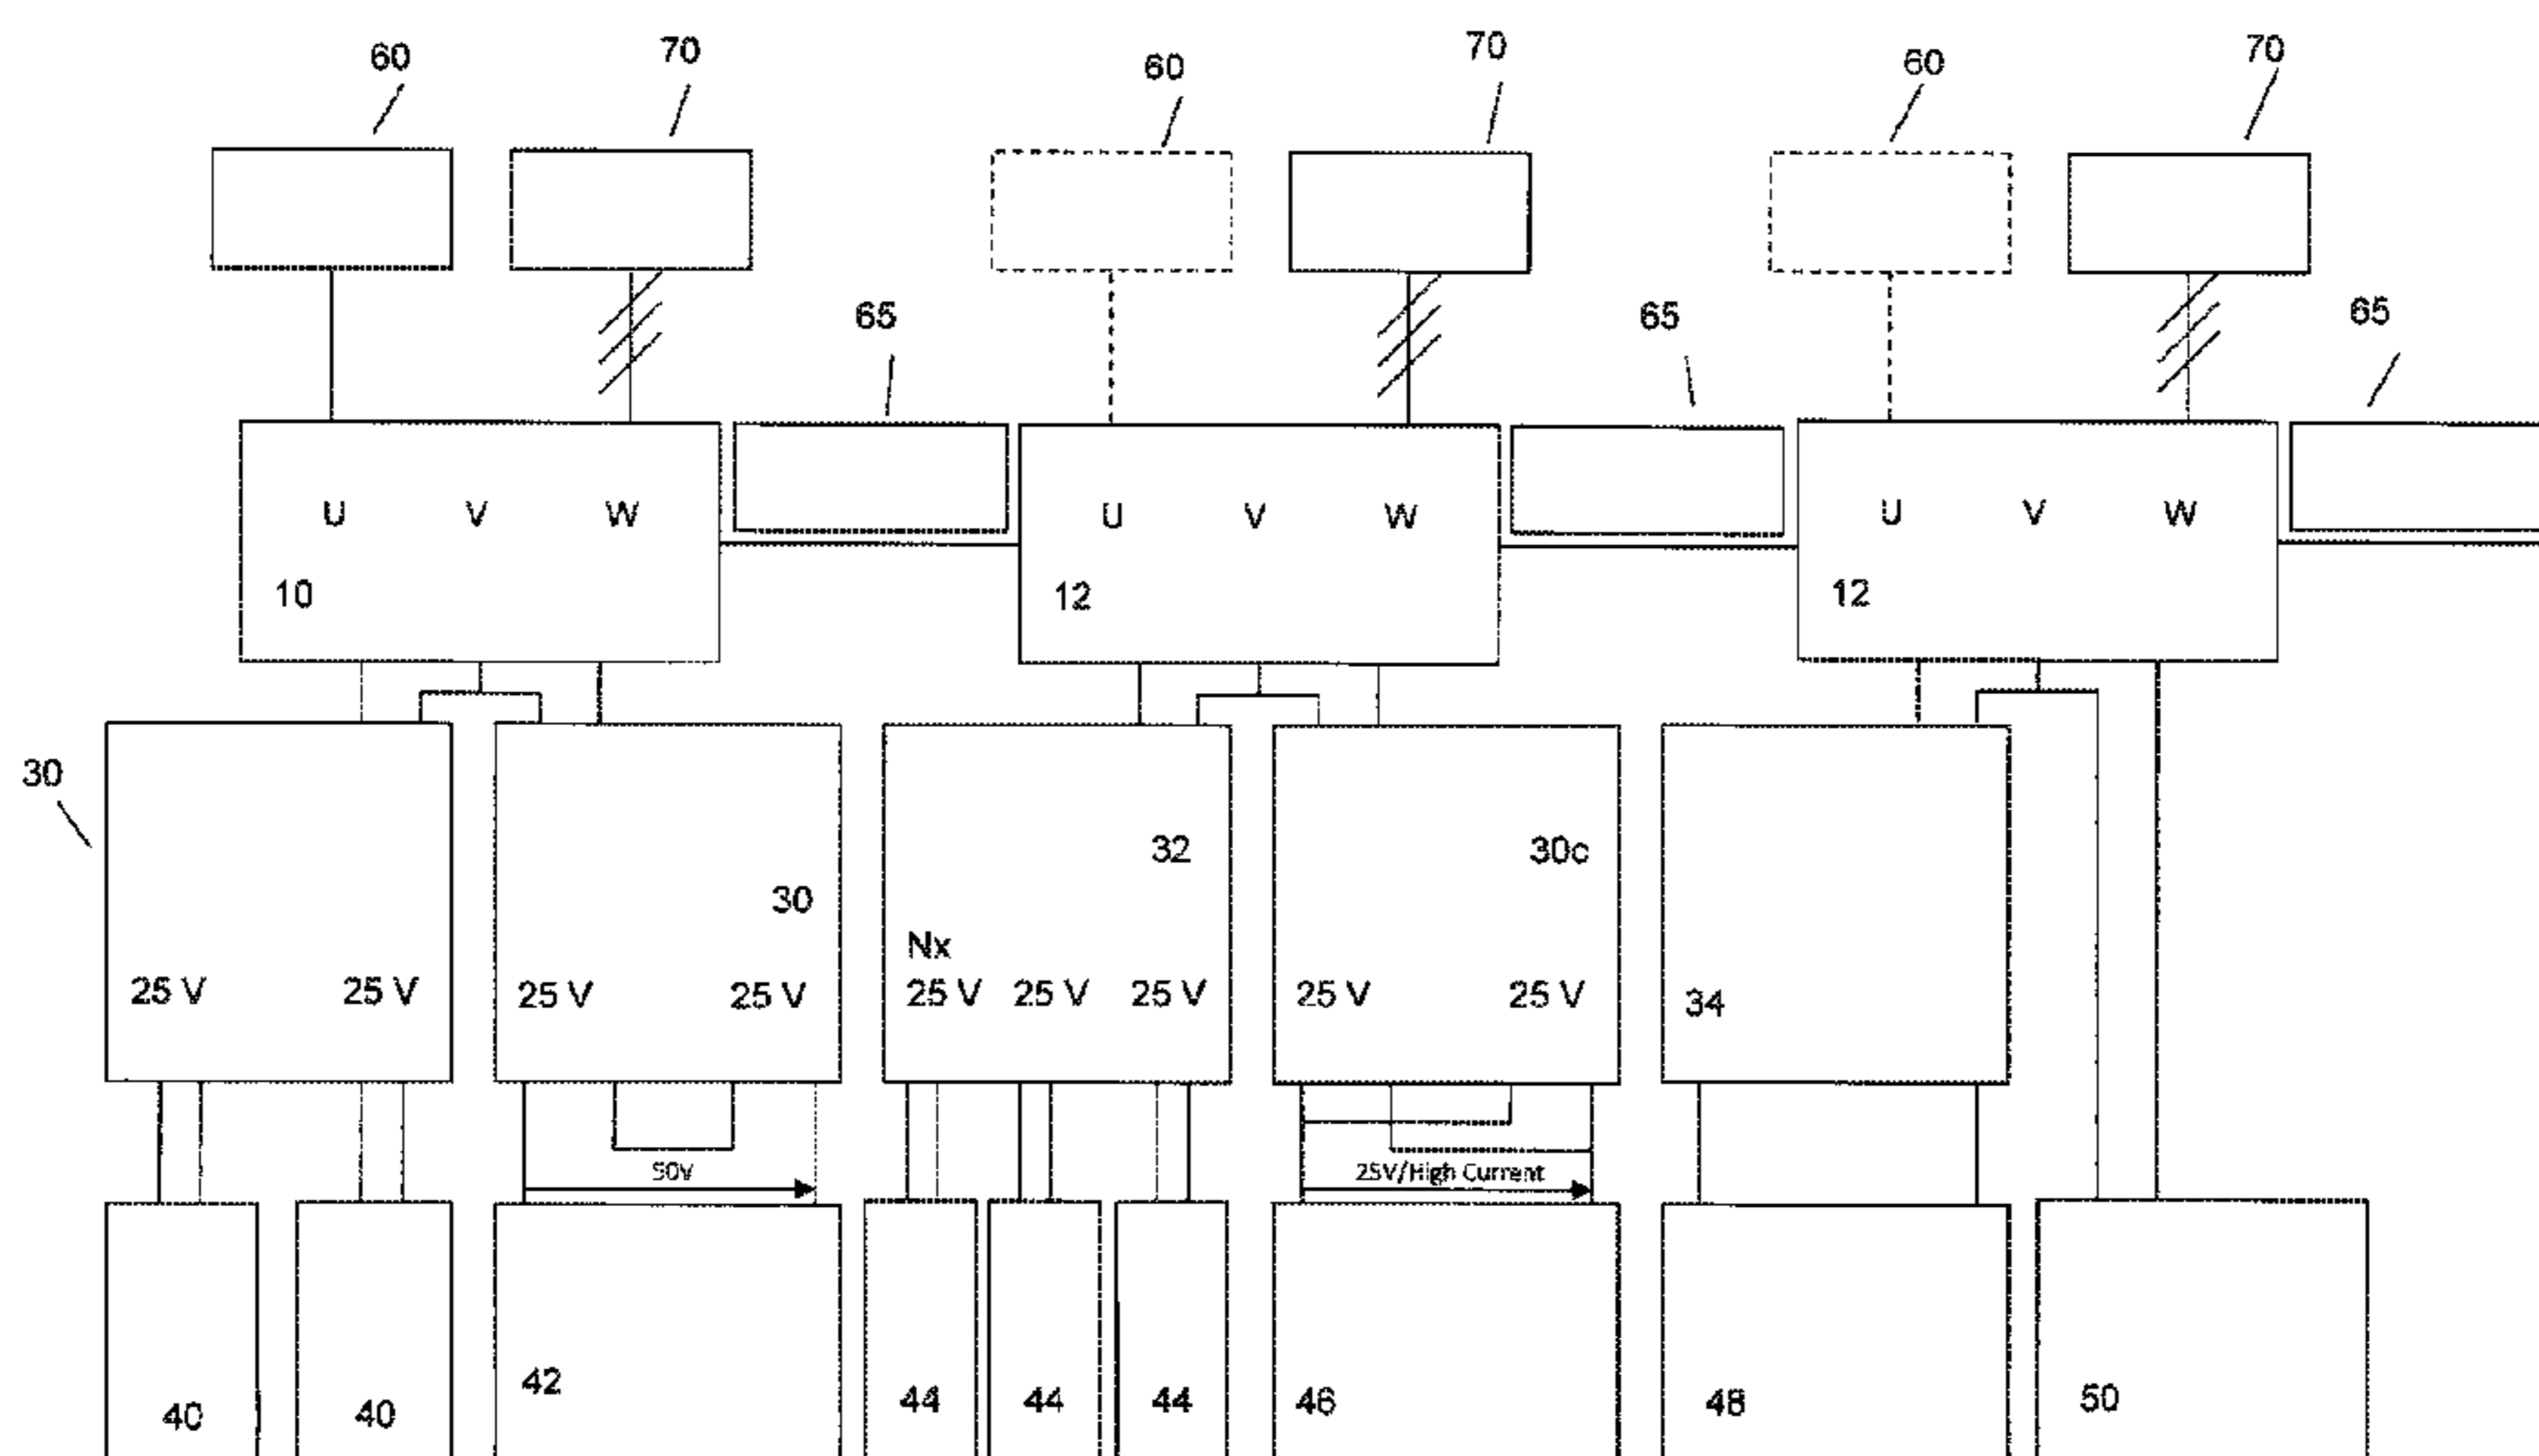 60 70 60 70 60 70
65 65 65
U V W U V W U V W
10 12 12
30
32 30c
30
Nx
25 V 25 V 25 V 25 V 25 V 25 V 25 V 25 V 25 V 34
50V 25V/High Current
42
40 40 44 44 44 46 48 50